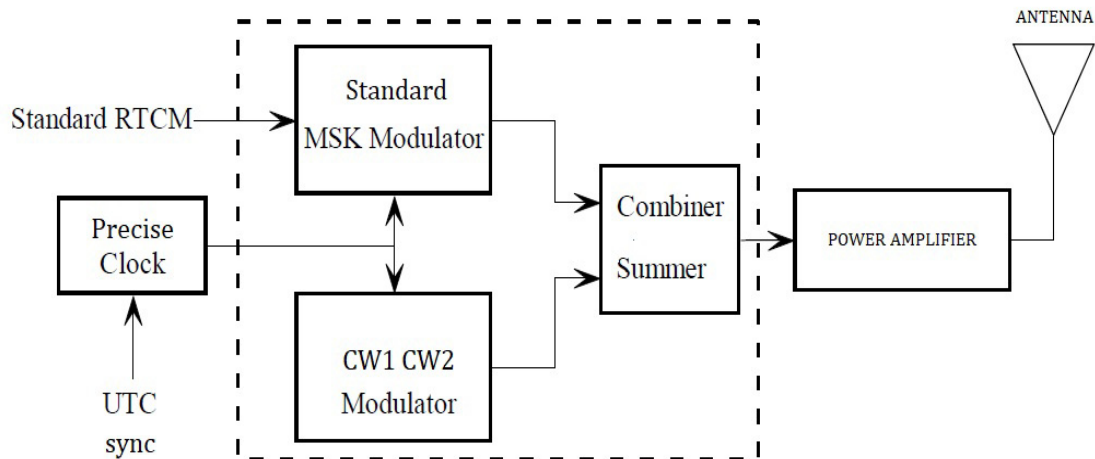 ANTENNA
Standard RTCM
Standard
MSK Modulator
Precise
Clock
Combiner
Summer
POWER AMPLIFIER
CW1 CW2
Modulator
UTC
sync